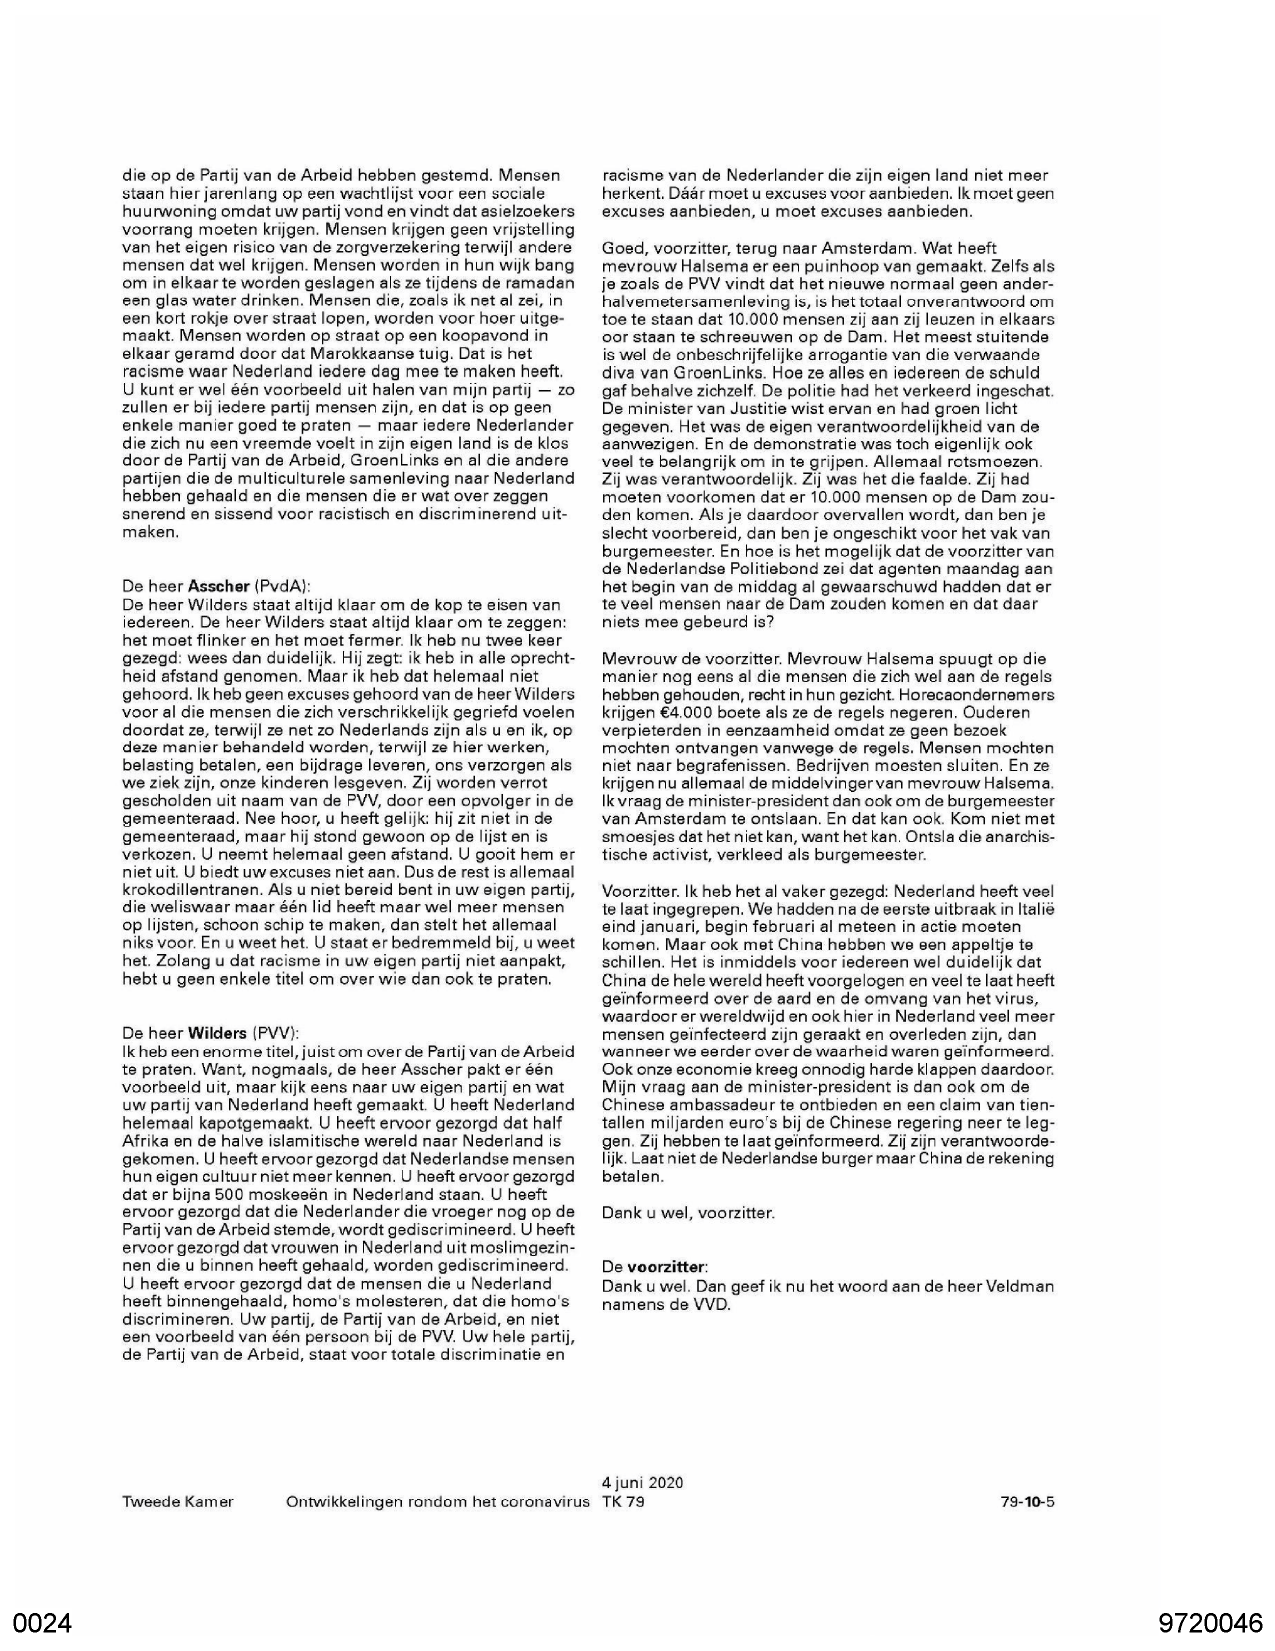 die op de Partij van de Arbeid hebben gestemd. Mensen
staan hier jarenlang op een wachtlijst voor een sociale
huurwoning omdat uw partij vond en vindt dat asielzoekers
voorrang moeten krijgen. Mensen krijgen geen vrijstelling
van het eigen risico van de zorgverzekering terwijl andere
mensen dat wel krijgen. Mensen worden in hun wijk bang
om in elkaar te worden geslagen als ze tijdens de ramadan
een glas water drinken. Mensen die, zoals ik net al zei, in
een kort rokje over straat lopen, worden voor hoer uitge-
maakt. Mensen worden op straat op een koopavond in
elkaar geramd door dat Marokkaanse tuig. Dat is het
racisme waar Nederland iedere dag mee te maken heeft.
U kunt er wel één voorbeeld uit halen van mijn partij — zo
zullen er bij iedere partij mensen zijn, en dat is op geen
enkele manier goed te praten — maar iedere Nederlander
die zich nu een vreemde voelt in zijn eigen land is de klos
door de Partij van de Arbeid, GroenLinks en al die andere
partijen die de multiculturele samenleving naar Nederland
hebben gehaald en die mensen die er wat over zeggen
snerend en sissend voor racistisch en discriminerend uit-
maken.
De heer Asscher (PvdA):
De heer Wilders staat altijd klaar om de kop te eisen van
iedereen. De heer Wilders staat altijd klaar om te zeggen:
het moet flinker en het moet fermer. Ik heb nu twee keer
gezegd: wees dan duidelijk. Hij zegt: ik heb in alle oprecht-
heid afstand genomen. Maar ik heb dat helemaal niet
gehoord. Ik heb geen excuses gehoord van de heer Wilders
voor al die mensen die zich verschrikkelijk gegriefd voelen
doordat ze, terwijl ze net zo Nederlands zijn als u en ik, op
deze manier behandeld worden, terwijl ze hier werken,
belasting betalen, een bijdrage leveren, ons verzorgen als
we ziek zijn, onze kinderen lesgeven. Zij worden verrot
gescholden uit naam van de PVV, door een opvolger in de
gemeenteraad. Nee hoor, u heeft gelijk: hij zit niet in de
gemeenteraad, maar hij stond gewoon op de lijst en is
verkozen. U neemt helemaal geen afstand. U gooit hem er
niet uit. U biedt uw excuses niet aan. Dus de rest is allemaal
krokodillentranen. Als u niet bereid bent in uw eigen partij,
die weliswaar maar één lid heeft maar wel meer mensen
op lijsten, schoon schip te maken, dan stelt het allemaal
niks voor. En u weet het. U staat er bedremmeld bij, u weet
het. Zolang u dat racisme in uw eigen partij niet aanpakt,
hebt u geen enkele titel om over wie dan ook te praten.
De heer Wilders (PVV):
Ik heb een enorme titel, juist om over de Partij van de Arbeid
te praten. Want, nogmaals, de heer Asscher pakt er één
voorbeeld uit, maar kijk eens naar uw eigen partij en wat
uw partij van Nederland heeft gemaakt. U heeft Nederland
helemaal kapotgemaakt. U heeft ervoor gezorgd dat half
Afrika en de halve islamitische wereld naar Nederland is
gekomen. U heeft ervoor gezorgd dat Nederlandse mensen
hun eigen cultuur niet meer kennen. U heeft ervoor gezorgd
dat er bijna 500 moskeeën in Nederland staan. U heeft
ervoor gezorgd dat die Nederlander die vroeger nog op de
Partij van de Arbeid stemde, wordt gediscrimineerd. U heeft
ervoor gezorgd dat vrouwen in Nederland uit moslimgezin-
nen die u binnen heeft gehaald, worden gediscrimineerd.
U heeft ervoor gezorgd dat de mensen die u Nederland
heeft binnengehaald, homo's molesteren, dat die homo's
discrimineren. Uw partij, de Partij van de Arbeid, en niet
een voorbeeld van één persoon bij de PVV. Uw hele partij,
de Partij van de Arbeid, staat voor totale discriminatie en
racisme van de Nederlander die zijn eigen land niet meer
herkent. Dáár moet u excuses voor aanbieden. Ik moet geen
excuses aanbieden, u moet excuses aanbieden.
Goed, voorzitter, terug naar Amsterdam. Wat heeft
mevrouw Halsema er een puinhoop van gemaakt. Zelfs als
je zoals de PVV vindt dat het nieuwe normaal geen ander-
halvemetersamenleving is, is het totaal onverantwoord om
toe te staan dat 10.000 mensen zij aan zij leuzen in elkaars
oor staan te schreeuwen op de Dam. Het meest stuitende
is wel de onbeschrijfelijke arrogantie van die verwaande
diva van GroenLinks. Hoe ze alles en iedereen de schuld
gaf behalve zichzelf. De politie had het verkeerd ingeschat.
De minister van Justitie wist ervan en had groen licht
gegeven. Het was de eigen verantwoordelijkheid van de
aanwezigen. En de demonstratie was toch eigenlijk ook
veel te belangrijk om in te grijpen. Allemaal rotsmoezen.
Zij was verantwoordelijk. Zij was het die faalde. Zij had
moeten voorkomen dat er 10.000 mensen op de Dam zou-
den komen. Als je daardoor overvallen wordt, dan ben je
slecht voorbereid, dan ben je ongeschikt voor het vak van
burgemeester. En hoe is het mogelijk dat de voorzitter van
de Nederlandse Politiebond zei dat agenten maandag aan
het begin van de middag al gewaarschuwd hadden dat er
te veel mensen naar de Dam zouden komen en dat daar
niets mee gebeurd is?
Mevrouw de voorzitter. Mevrouw Halsema spuugt op die
manier nog eens al die mensen die zich wel aan de regels
hebben gehouden, recht in hun gezicht. Horecaondernemers
krijgen €4.000 boete als ze de regels negeren. Ouderen
verpieterden in eenzaamheid omdat ze geen bezoek
mochten ontvangen vanwege de regels. Mensen mochten
niet naar begrafenissen. Bedrijven moesten sluiten. En ze
krijgen nu allemaal de middelvinger van mevrouw Halsema.
Ik vraag de minister-president dan ook om de burgemeester
van Amsterdam te ontslaan. En dat kan ook. Kom niet met
smoesjes dat het niet kan, want het kan. Ontsla die anarchis-
tische activist, verkleed als burgemeester.
Voorzitter. Ik heb het al vaker gezegd: Nederland heeft veel
te laat ingegrepen. We hadden na de eerste uitbraak in Italië
eind januari, begin februari al meteen in actie moeten
komen. Maar ook met China hebben we een appeltje te
schillen. Het is inmiddels voor iedereen wel duidelijk dat
China de hele wereld heeft voorgelogen en veel te laat heeft
geïnformeerd over de aard en de omvang van het virus,
waardoor er wereldwijd en ook hier in Nederland veel meer
mensen geïnfecteerd zijn geraakt en overleden zijn, dan
wanneer we eerder over de waarheid waren geïnformeerd.
Ook onze economie kreeg onnodig harde klappen daardoor.
Mijn vraag aan de minister-president is dan ook om de
Chinese ambassadeur te ontbieden en een claim van tien-
tallen miljarden euro's bij de Chinese regering neer te leg-
gen. Zij hebben te laat geïnformeerd. Zij zijn verantwoorde-
lijk. Laat niet de Nederlandse burger maar China de rekening
betalen.
Dank u wel, voorzitter.
De voorzitter:
Dank u wel. Dan geef ik nu het woord aan de heer Veldman
namens de VVD.
4 juni 2020
Tweede Kamer Ontwikkelingen rondom het coronavirus TK 79 79-10-5
0024 9720046